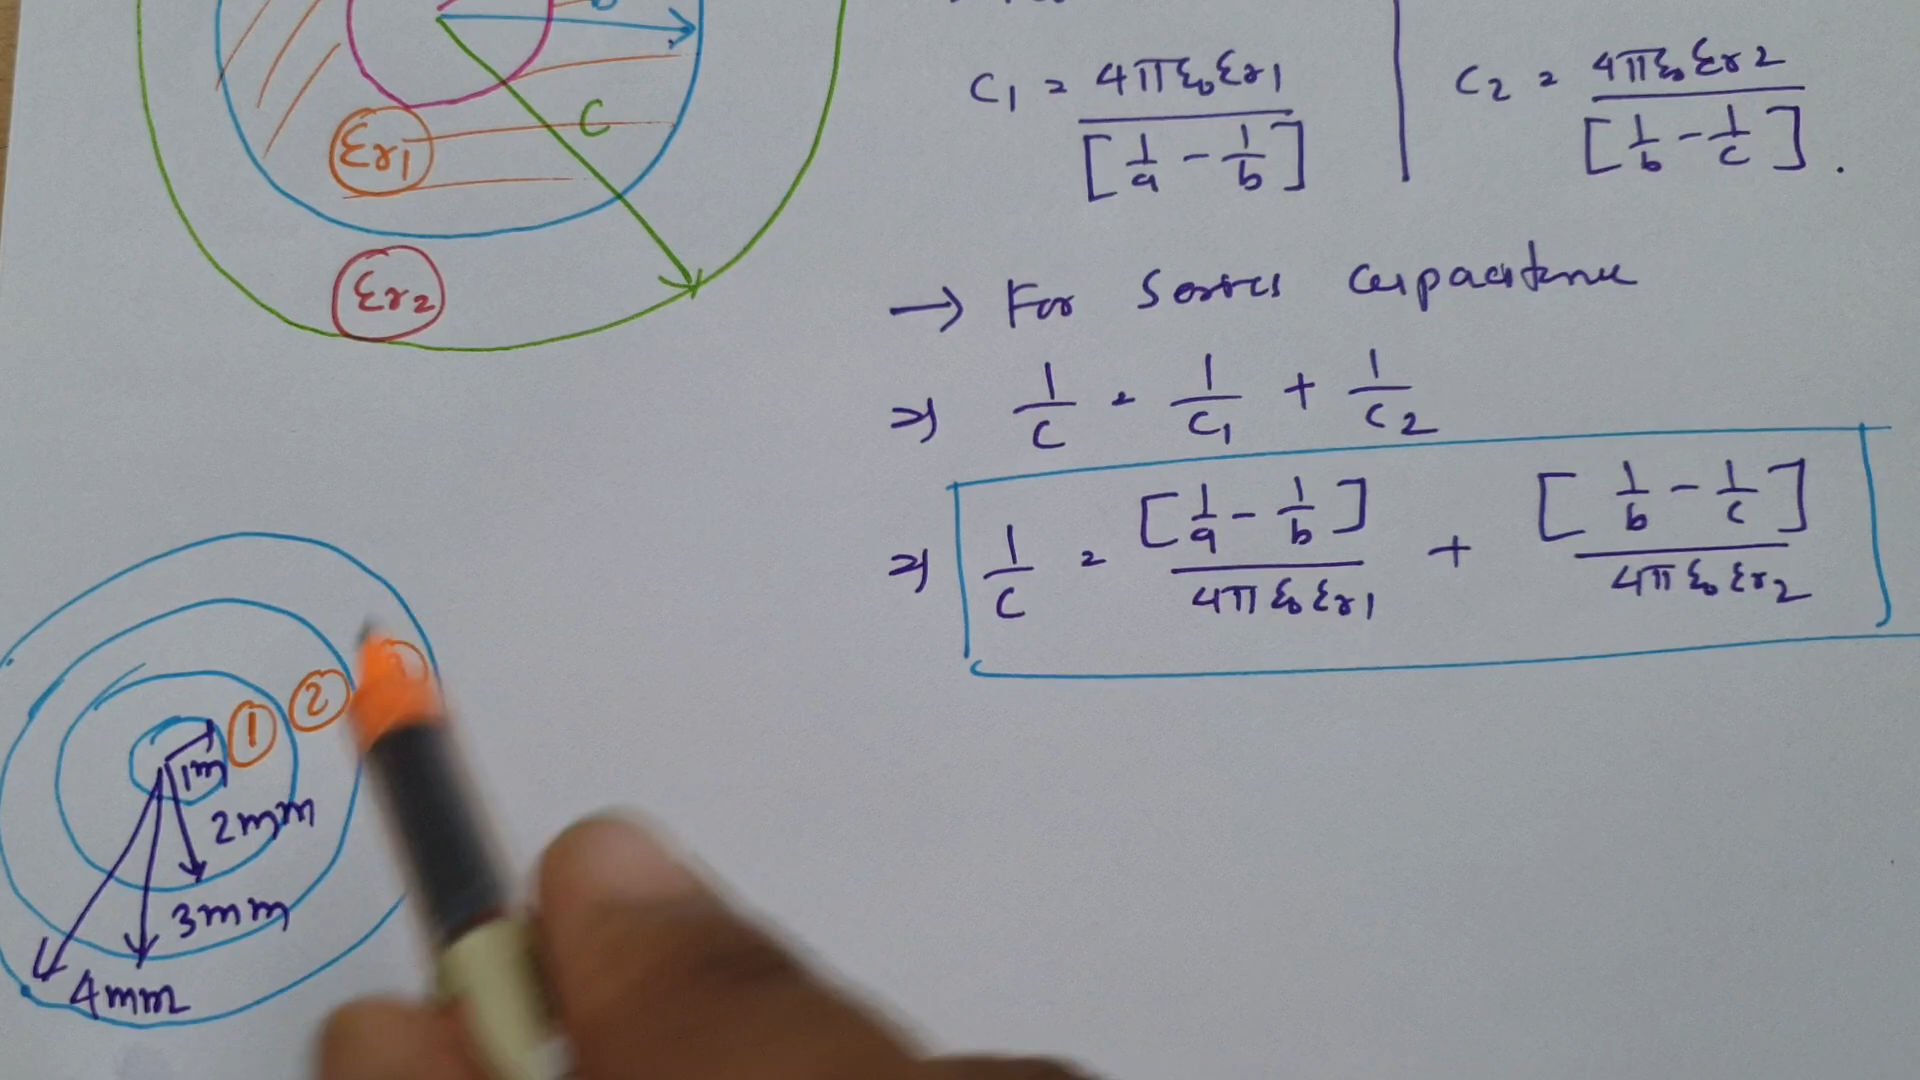 C₁ = 4πε₀εr1 / [1/a - 1/b]
C₂ = 4πε₀εr2 / [1/b - 1/c]
C
εr1
εr2
→ For Series Capacitance
⇒ 1/C = 1/C₁ + 1/C₂
⇒ 1/C = [1/a - 1/b] / 4πε₀εr1 + [1/b - 1/c] / 4πε₀εr2
① ②
1m
2mm
3mm
4mm